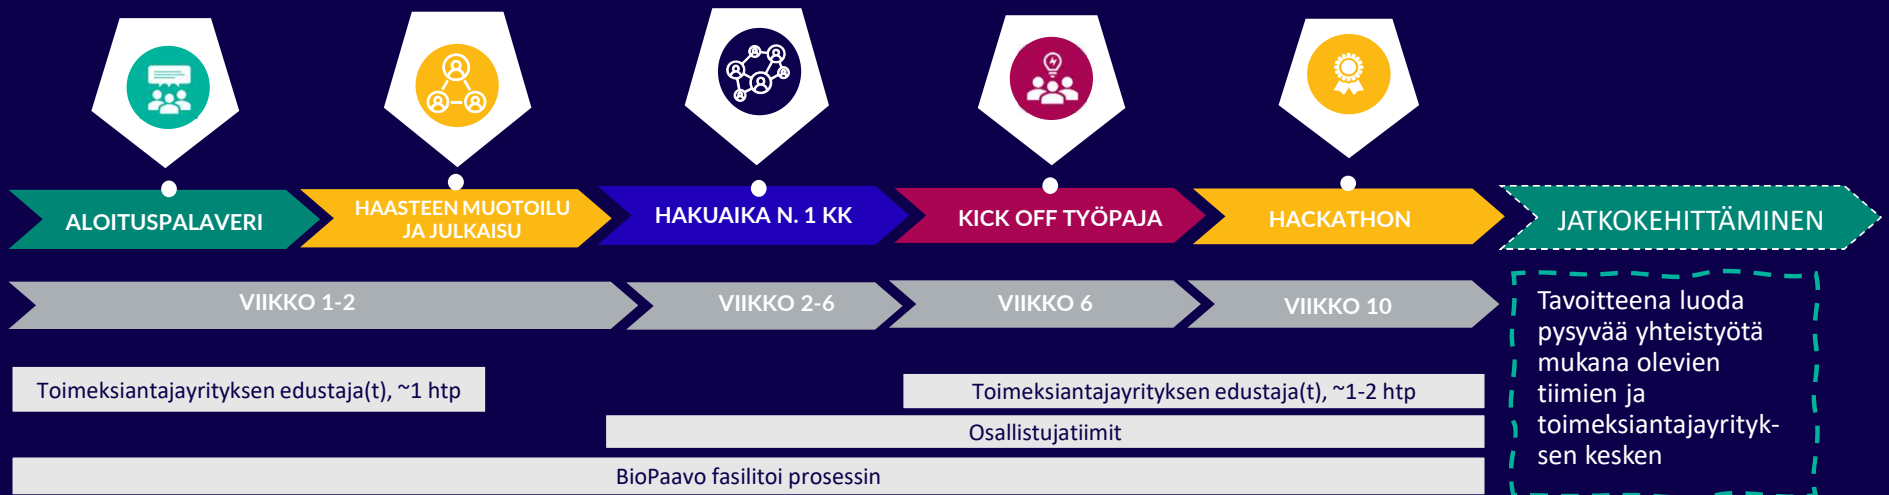 ALOITUSPALAVERI
HAASTEEN MUOTOILU
JA JULKAISU
HAKUAIKA N. 1 KK
KICK OFF TYÖPAJA
HACKATHON
JATKOKEHITTÄMINEN
VIIKKO 1-2
VIIKKO 2-6
VIIKKO 6
VIIKKO 10
Tavoitteena luoda
pysyvää yhteistyötä
mukana olevien
tiimien ja
toimeksiantajayrityk-
sen kesken
Toimeksiantajayrityksen edustaja(t), ~1 htp
Toimeksiantajayrityksen edustaja(t), ~1-2 htp
Osallistujatiimit
BioPaavo fasilitoi prosessin